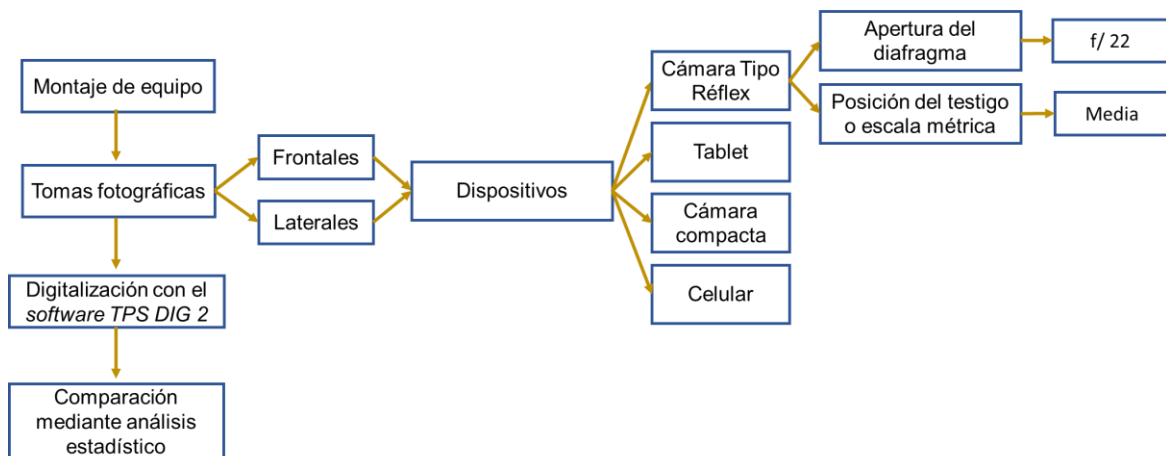 Montaje de equipo
Tomas fotográficas
Digitalización con el
software TPS DIG 2
Comparación
mediante análisis
estadístico
Frontales
Laterales
Dispositivos
Cámara Tipo
Réflex
Tablet
Cámara
compacta
Celular
Apertura del
diafragma
f/ 22
Posición del testigo
o escala métrica
Media